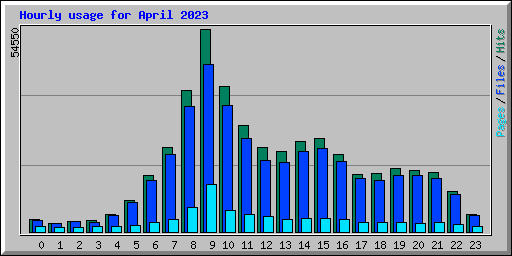 Hourly usage for April 2023
54550
Pages / Files / Hits
0 1 2 3 4 5 6 7 8 9 10 11 12 13 14 15 16 17 18 19 20 21 22 23